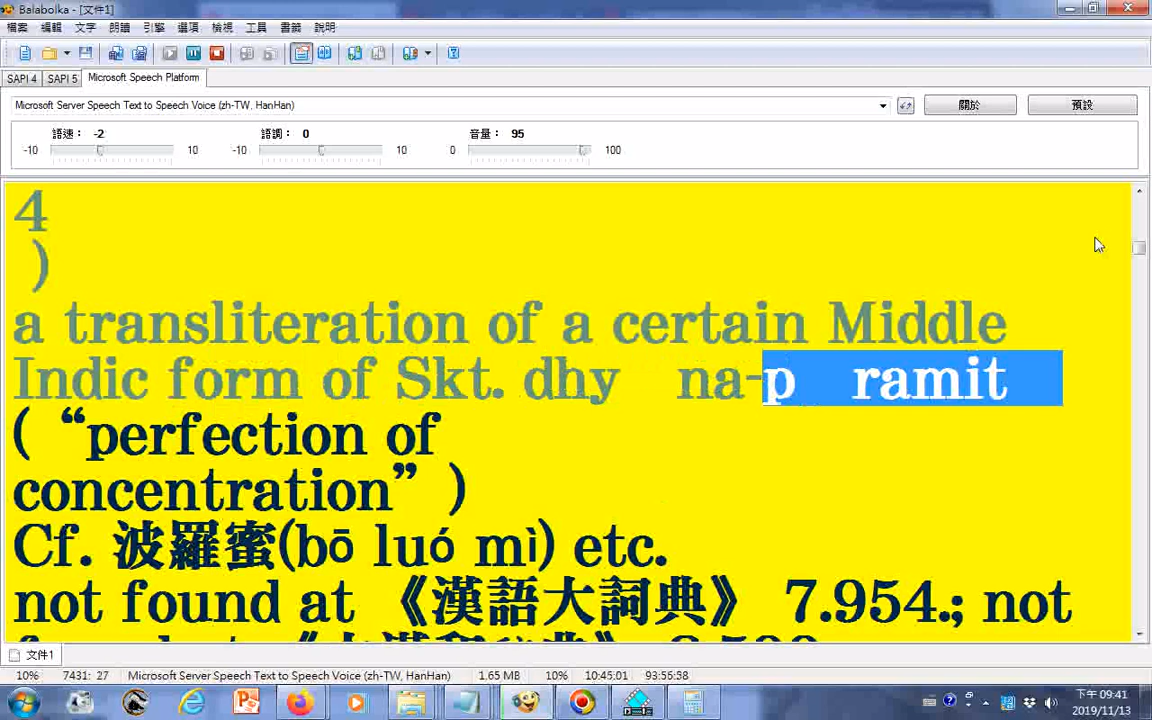 Balabolka - [文件1]
檔案 編輯 文字 朗讀 引擎 選項 檢視 工具 書籤 說明
SAPI 4 SAPI 5 Microsoft Speech Platform
Microsoft Server Speech Text to Speech Voice (zh-TW, HanHan) 關於 預設
語速： -2 語調： 0 音量： 95
-10 10 -10 10 0 100
4
)
a transliteration of a certain Middle
Indic form of Skt. dhy na-p ramit
(“perfection of
concentration”)
Cf. 波羅蜜(bō luó mì) etc.
not found at 《漢語大詞典》 7.954.; not
文件1
10% 7431: 27 Microsoft Server Speech Text to Speech Voice (zh-TW, HanHan) 1.65 MB 10% 10:45:01 93:56:58
下午 09:41
2019/11/13